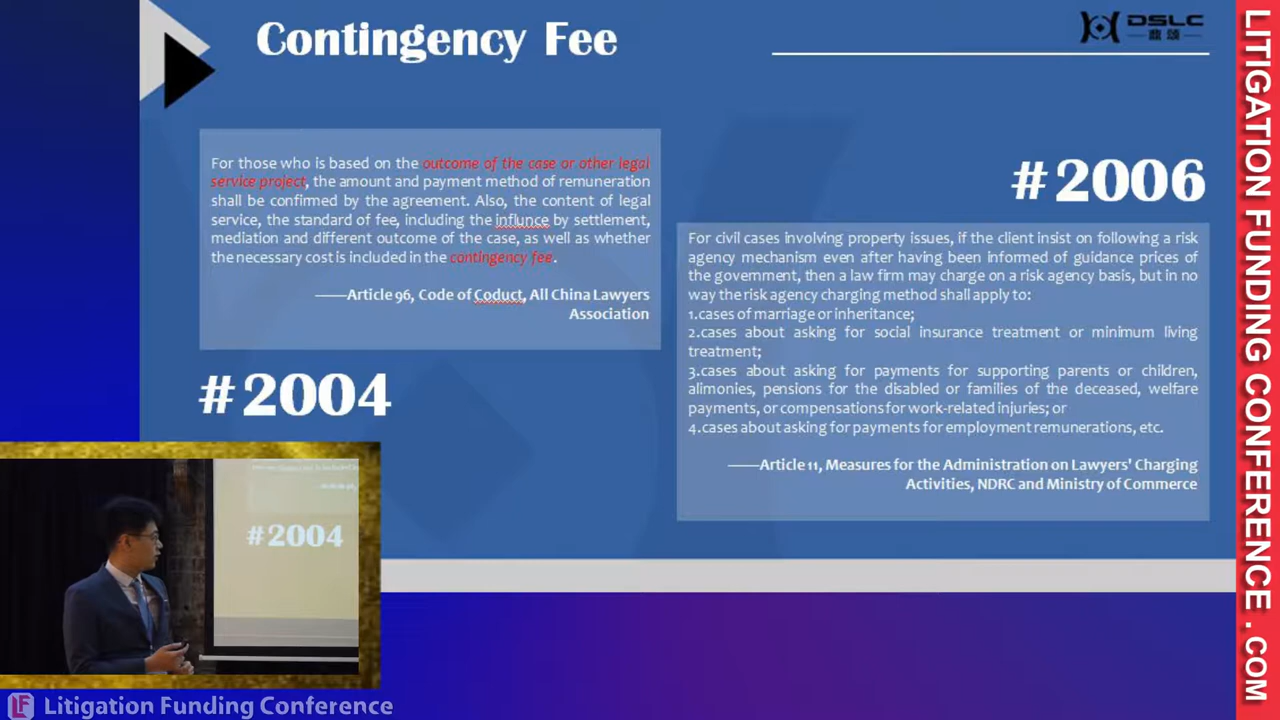 Contingency Fee
DSLC
鼎颂
For those who is based on the outcome of the case or other legal
service project, the amount and payment method of remuneration
shall be confirmed by the agreement. Also, the content of legal
service, the standard of fee, including the influnce by settlement,
mediation and different outcome of the case, as well as whether
the necessary cost is included in the contingency fee.
——Article 96, Code of Coduct, All China Lawyers
Association
#2004
#2006
For civil cases involving property issues, if the client insist on following a risk
agency mechanism even after having been informed of guidance prices of
the government, then a law firm may charge on a risk agency basis, but in no
way the risk agency charging method shall apply to:
1.cases of marriage or inheritance;
2.cases about asking for social insurance treatment or minimum living
treatment;
3.cases about asking for payments for supporting parents or children,
alimonies, pensions for the disabled or families of the deceased, welfare
payments, or compensations for work-related injuries; or
4.cases about asking for payments for employment remunerations, etc.
——Article 11, Measures for the Administration on Lawyers' Charging
Activities, NDRC and Ministry of Commerce
#2004
LF Litigation Funding Conference
LITIGATION FUNDING CONFERENCE.COM